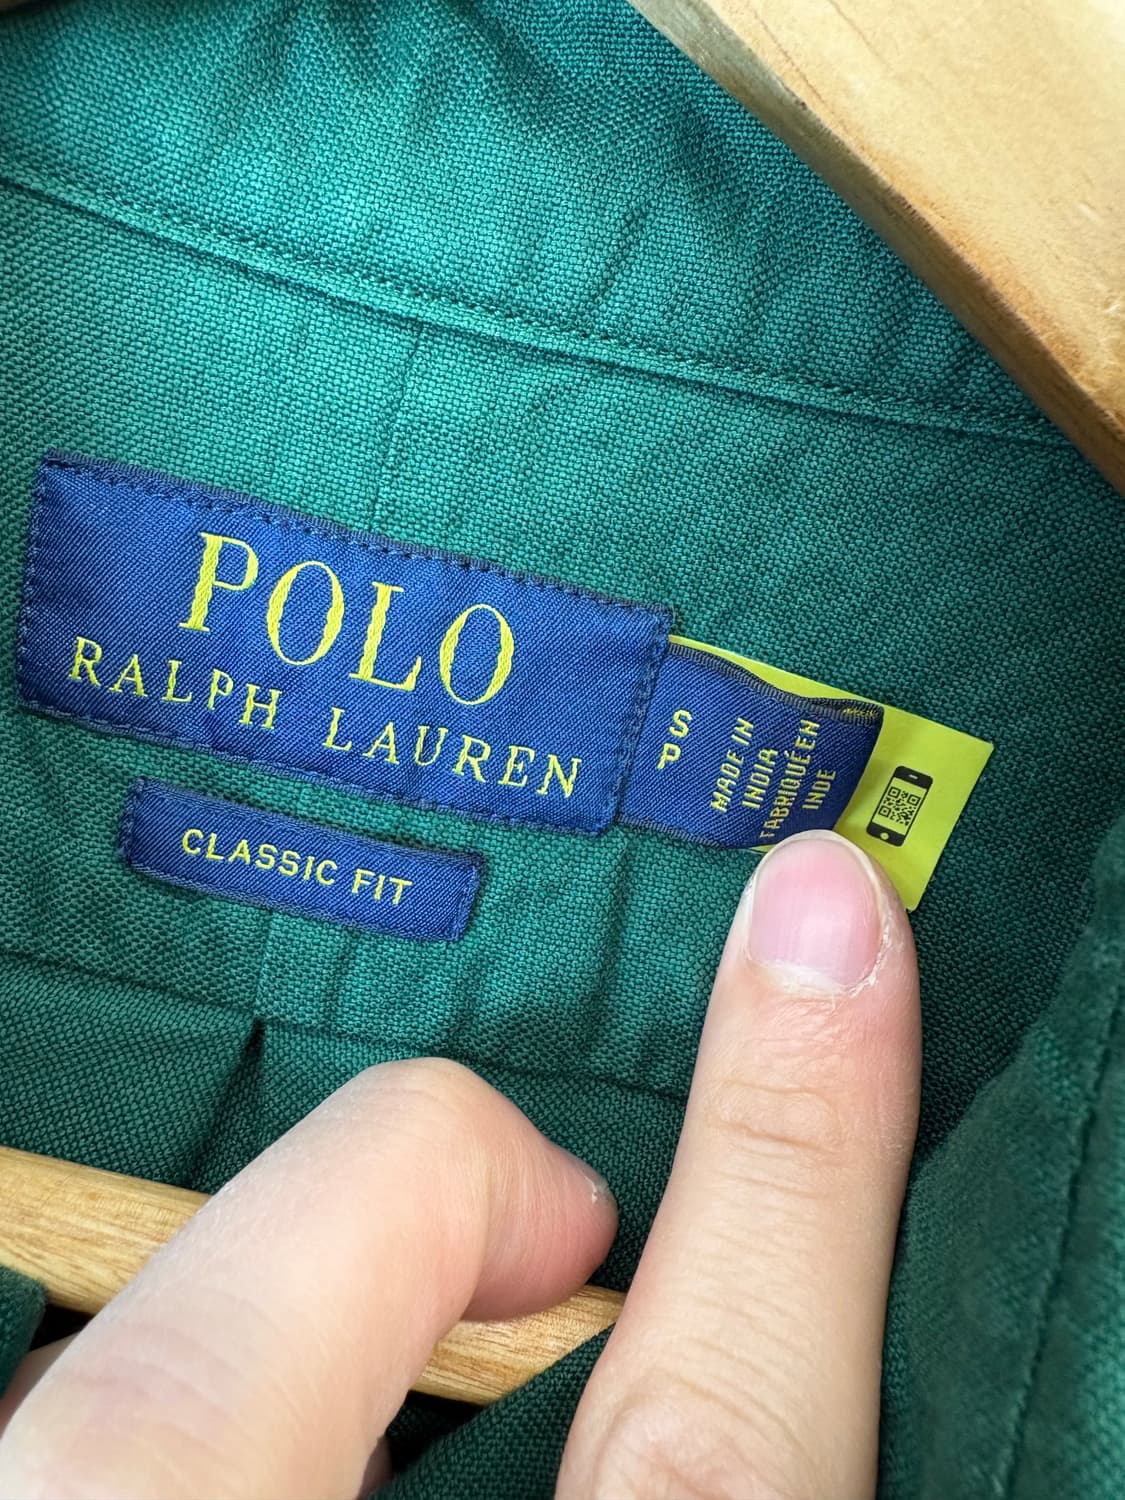 POLO
RALPH LAUREN
CLASSIC FIT
S
P
MADE IN
INDIA
FABRIQUÉ EN
INDE